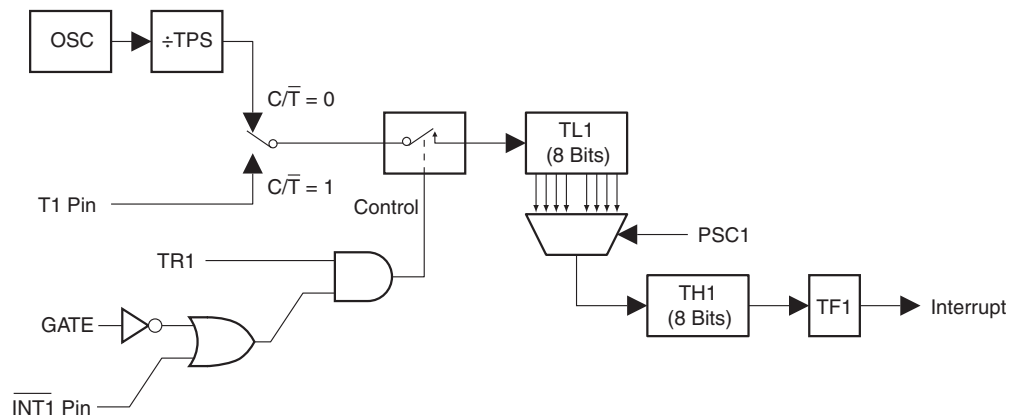 OSC
÷TPS
C/T̅ = 0
TL1
(8 Bits)
C/T̅ = 1
T1 Pin
Control
PSC1
TR1
TH1
(8 Bits)
TF1
Interrupt
GATE
I̅N̅T̅1̅ Pin